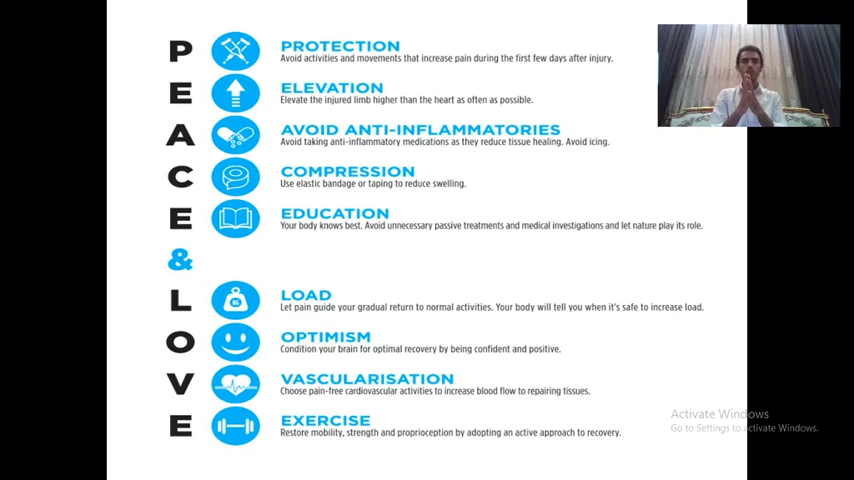 P
PROTECTION
Avoid activities and movements that increase pain during the first few days after injury.
E
ELEVATION
Elevate the injured limb higher than the heart as often as possible.
A
AVOID ANTI-INFLAMMATORIES
Avoid taking anti-inflammatory medications as they reduce tissue healing. Avoid icing.
C
COMPRESSION
Use elastic bandage or taping to reduce swelling.
E
EDUCATION
Your body knows best. Avoid unnecessary passive treatments and medical investigations and let nature play its role.
&
L
KG
LOAD
Let pain guide your gradual return to normal activities. Your body will tell you when it's safe to increase load.
O
OPTIMISM
Condition your brain for optimal recovery by being confident and positive.
V
VASCULARISATION
Choose pain-free cardiovascular activities to increase blood flow to repairing tissues.
E
EXERCISE
Restore mobility, strength and proprioception by adopting an active approach to recovery.
Activate Windows
Go to Settings to activate Windows.